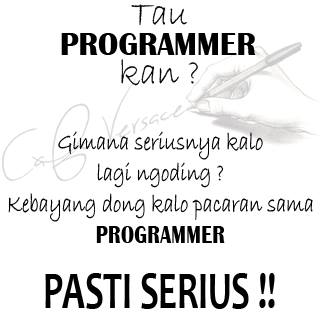 Tau
PROGRAMMER
kan ?
Gimana seriusnya kalo
lagi ngoding ?
Kebayang dong kalo pacaran sama
PROGRAMMER
PASTI SERIUS !!